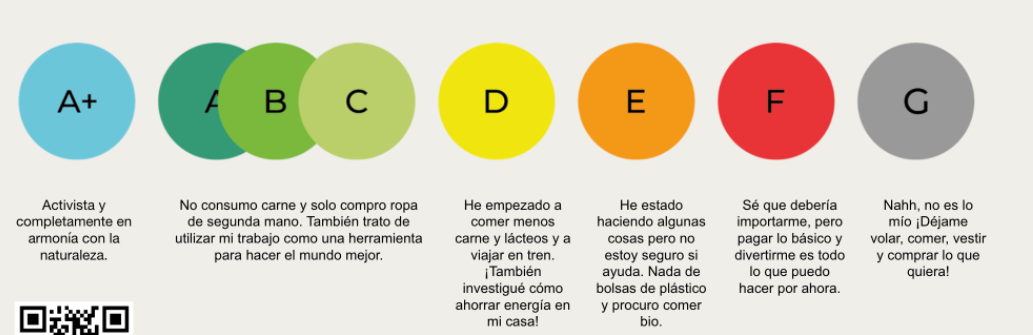 A+
A
B
C
D
E
F
G
Activista y
completamente en
armonía con la
naturaleza.
No consumo carne y solo compro ropa
de segunda mano. También trato de
utilizar mi trabajo como una herramienta
para hacer el mundo mejor.
He empezado a
comer menos
carne y lácteos y a
viajar en tren.
¡También
investigué cómo
ahorrar energía en
mi casa!
He estado
haciendo algunas
cosas pero no
estoy seguro si
ayuda. Nada de
bolsas de plástico
y procuro comer
bio.
Sé que debería
importarme, pero
pagar lo básico y
divertirme es todo
lo que puedo
hacer por ahora.
Nahh, no es lo
mío ¡Déjame
volar, comer, vestir
y comprar lo que
quiera!